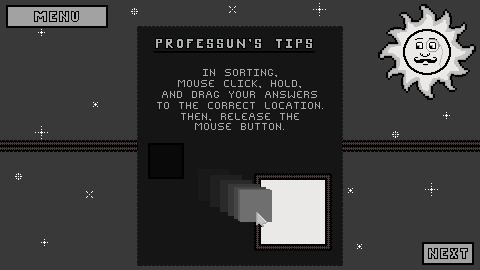 MENU
PROFESSUN'S TIPS
IN SORTING,
MOUSE CLICK, HOLD,
AND DRAG YOUR ANSWERS
TO THE CORRECT LOCATION.
THEN, RELEASE THE
MOUSE BUTTON.
NEXT